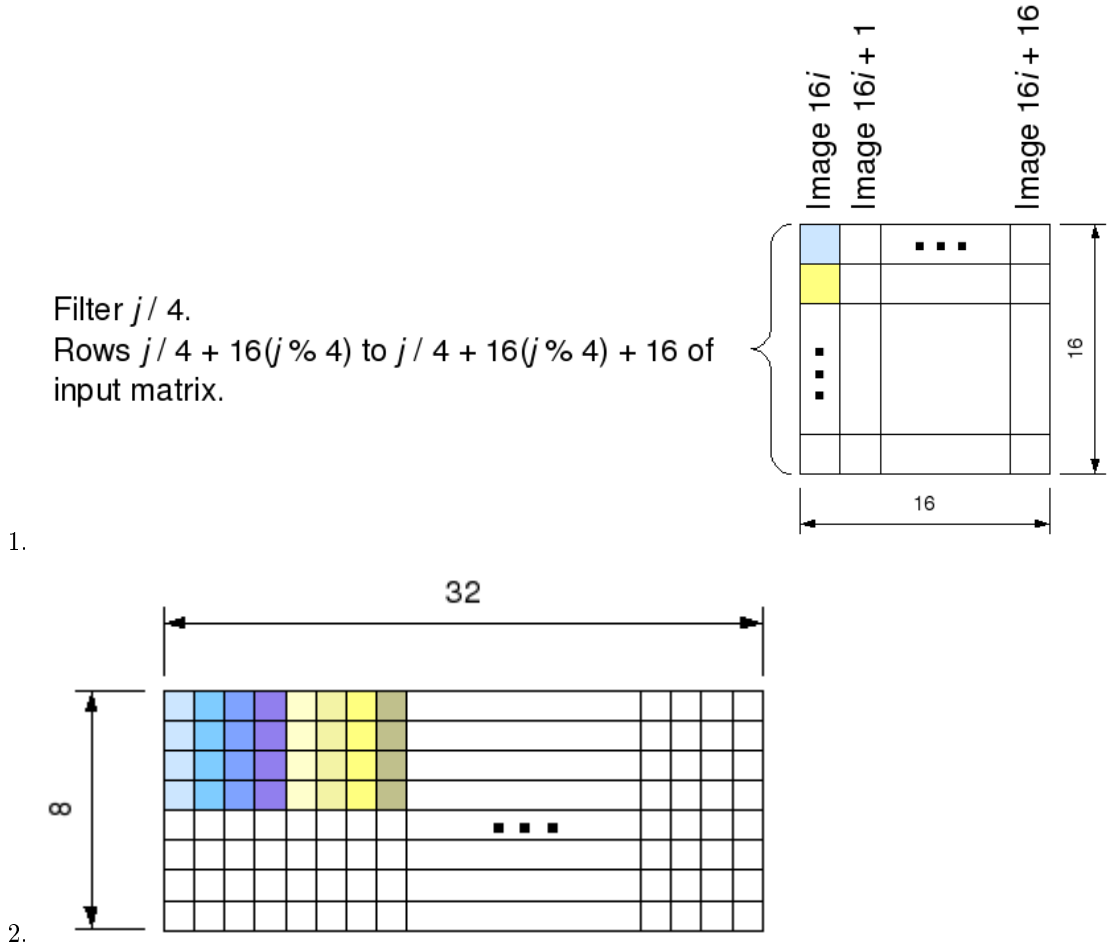 Image 16i
Image 16i + 1
Image 16i + 16
Filter j / 4.
Rows j / 4 + 16(j % 4) to j / 4 + 16(j % 4) + 16 of
input matrix.
16
16
1.
32
8
2.